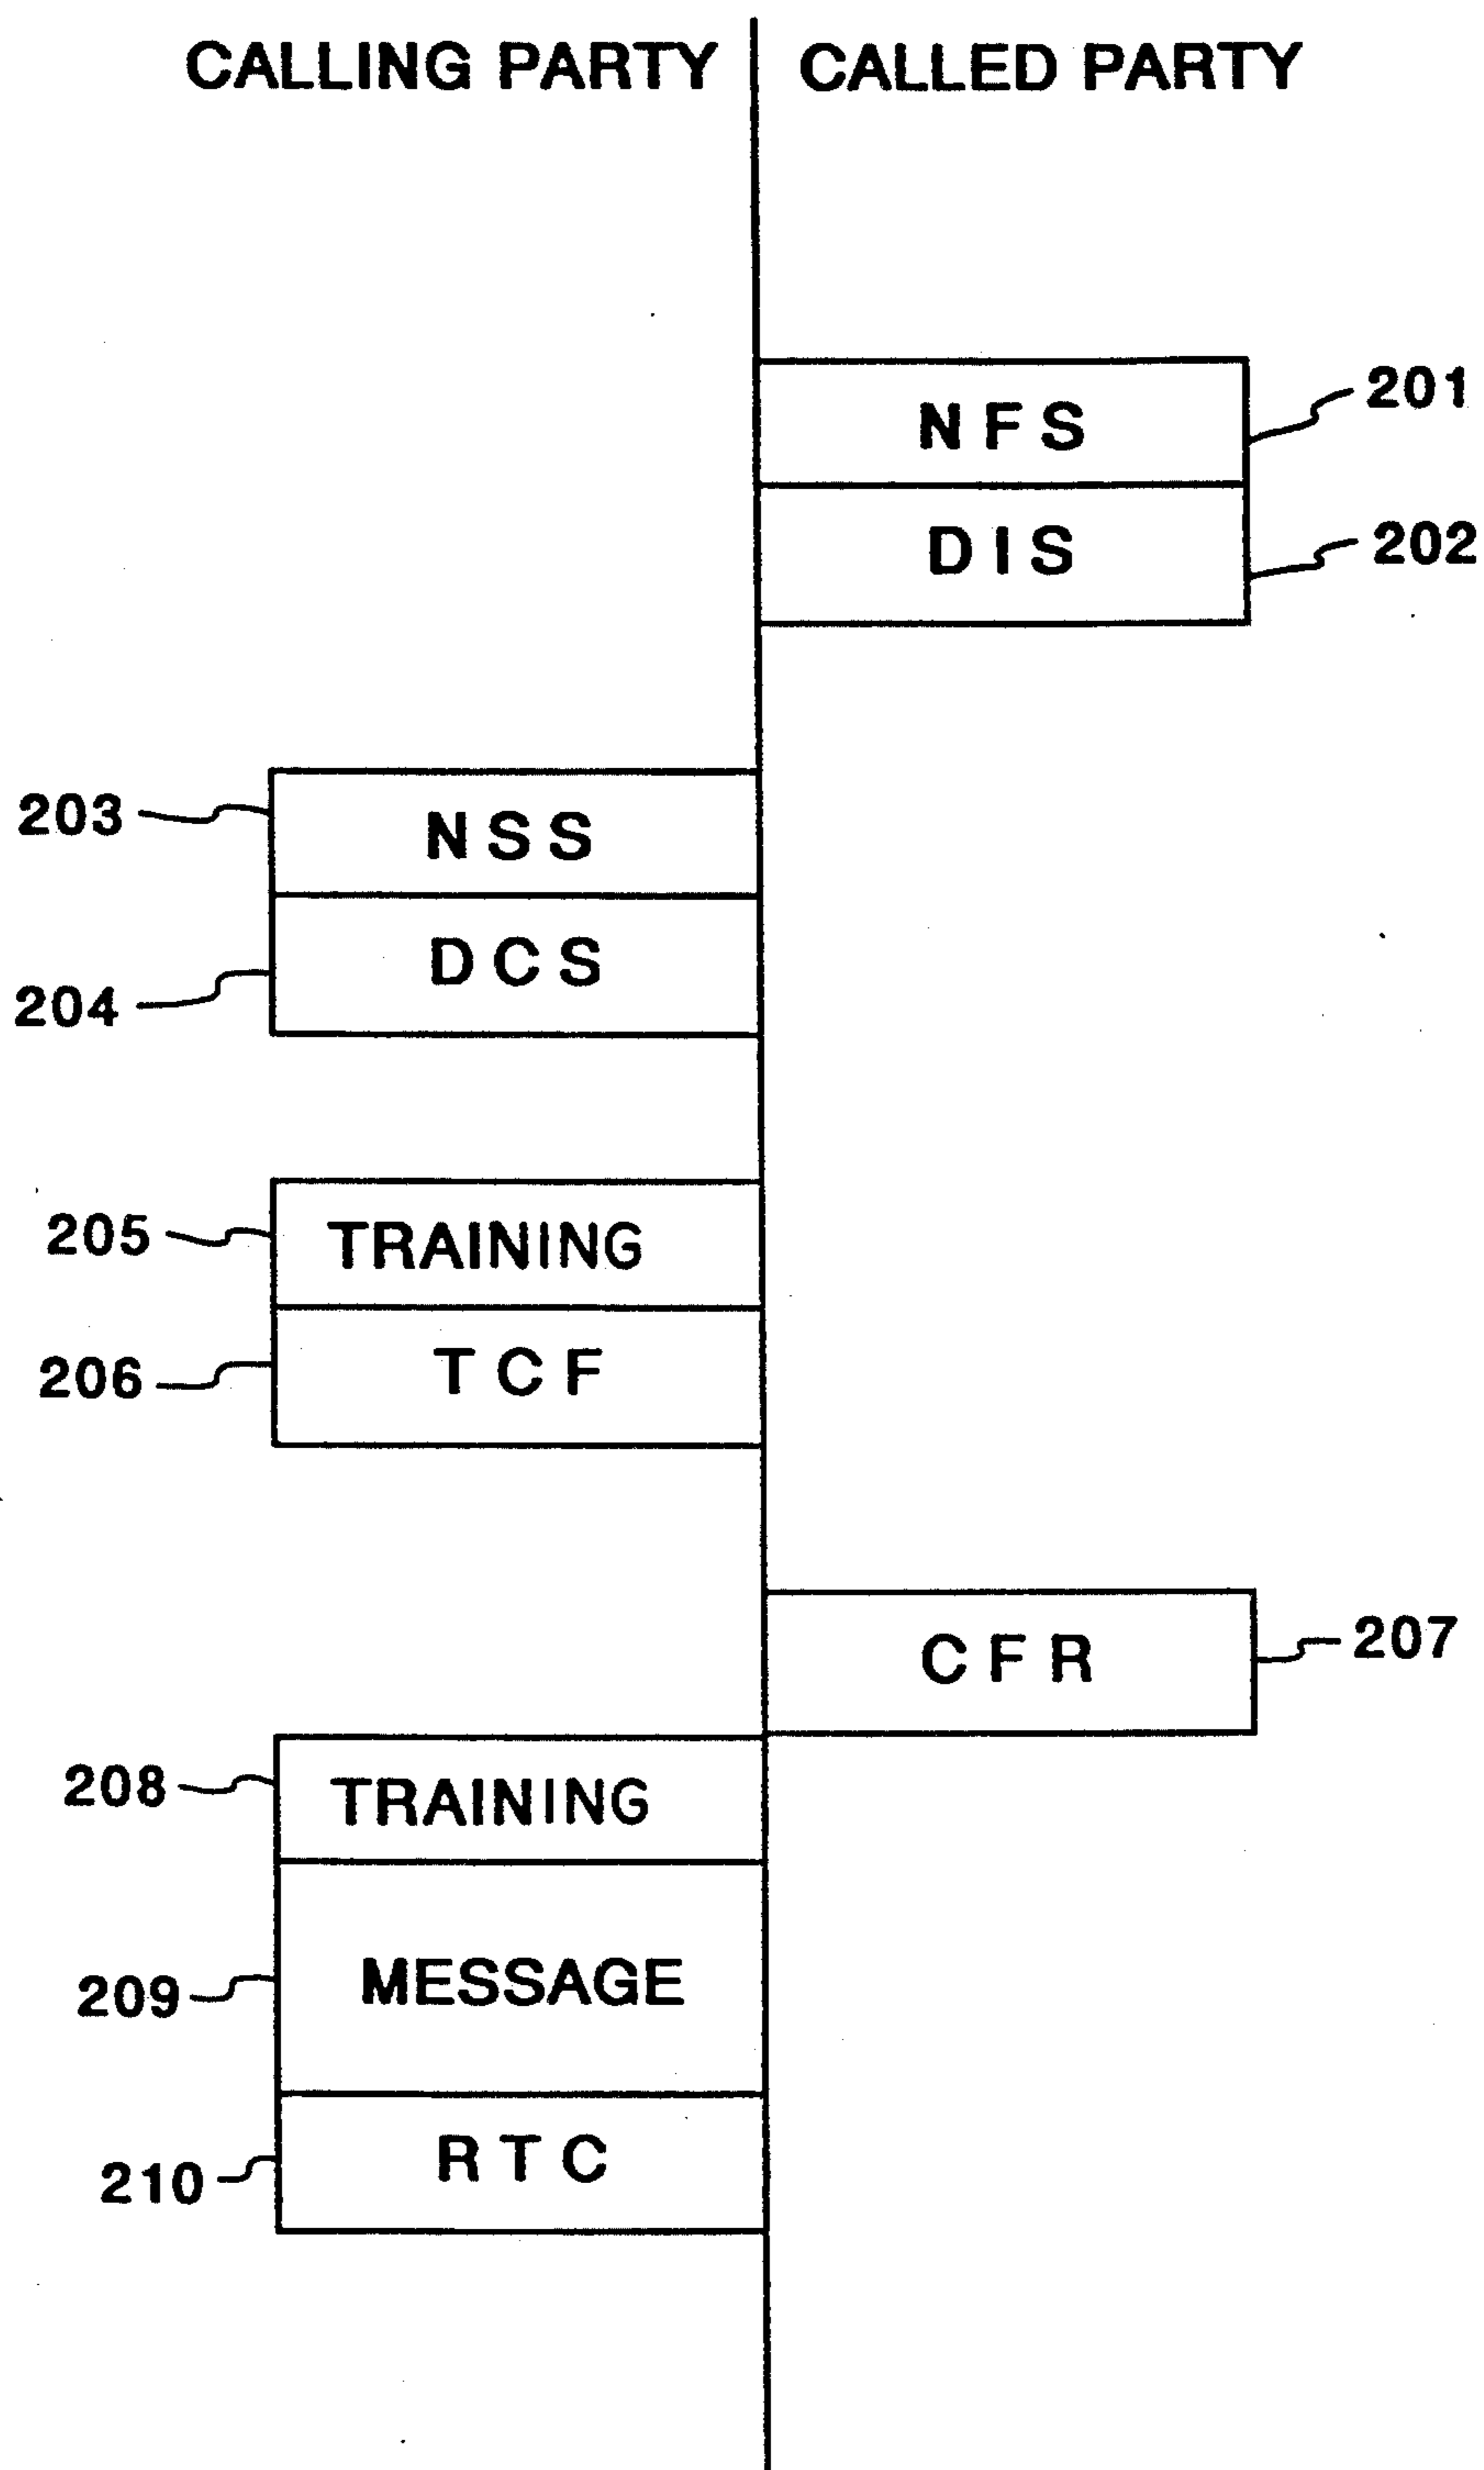 CALLING PARTY CALLED PARTY
NFS 201
DIS 202
203 NSS
204 DCS
205 TRAINING
206 TCF
CFR 207
208 TRAINING
209 MESSAGE
210 RTC